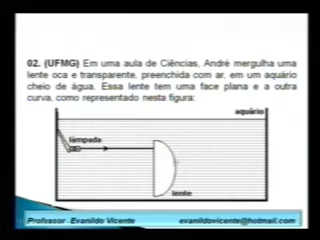 02. (UFMG) Em uma aula de Ciências, André mergulha uma
lente oca e transparente, preenchida com ar, em um aquário
cheio de água. Essa lente tem uma face plana e a outra
curva, como representado nesta figura:
aquário
lâmpada
lente
Professor Evanildo Vicente
evanildovicente@hotmail.com